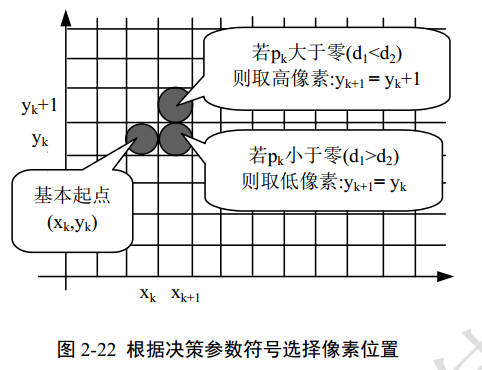 若pk大于零(d1<d2)
则取高像素:yk+1 = yk+1
yk+1
yk
若pk小于零(d1>d2)
则取低像素:yk+1= yk
基本起点
(xk,yk)
xk
xk+1
图 2-22 根据决策参数符号选择像素位置